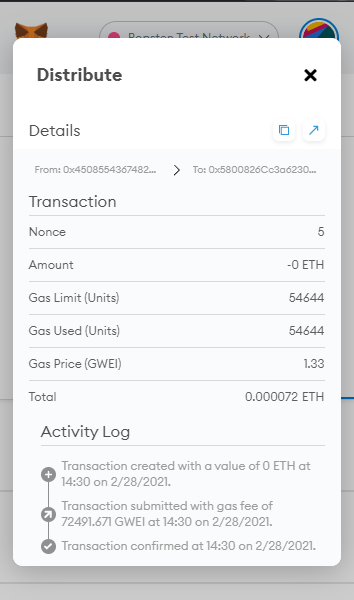 Ropsten Test Network
Distribute
Details
From: 0x4508554367482...
To: 0x5800826Cc3a6230...
Transaction
Nonce
5
Amount
-0 ETH
Gas Limit (Units)
54644
Gas Used (Units)
54644
Gas Price (GWEI)
1.33
Total
0.000072 ETH
Activity Log
Transaction created with a value of 0 ETH at
14:30 on 2/28/2021.
Transaction submitted with gas fee of
72491.671 GWEI at 14:30 on 2/28/2021.
Transaction confirmed at 14:30 on 2/28/2021.